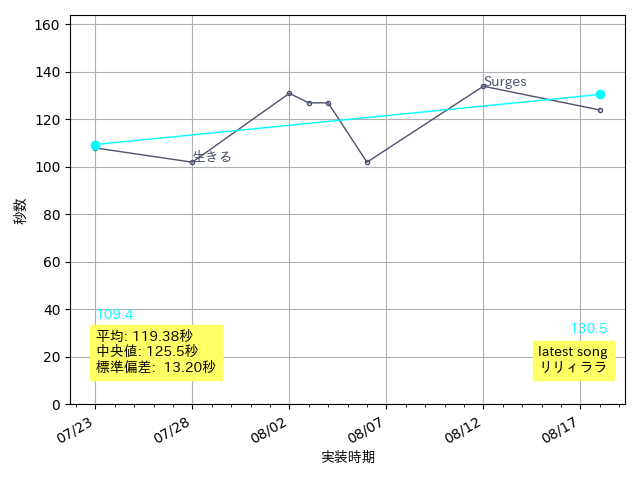 160
140
120
100
80
60
40
20
0
秒数
Surges
生きる
109.4
130.5
平均: 119.38秒
中央値: 125.5秒
標準偏差: 13.20秒
latest song
リリィララ
07/23
07/28
08/02
08/07
08/12
08/17
実装時期